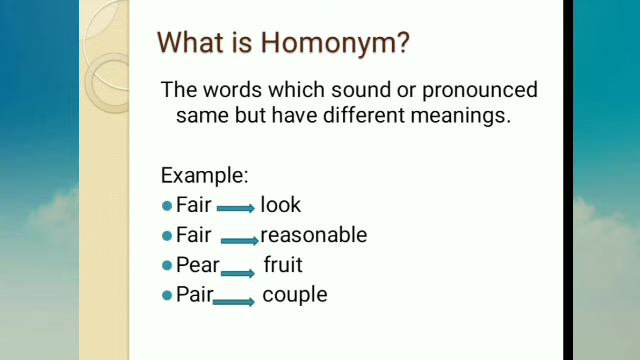 What is Homonym?
The words which sound or pronounced
same but have different meanings.
Example:
Fair look
Fair reasonable
Pear fruit
Pair couple